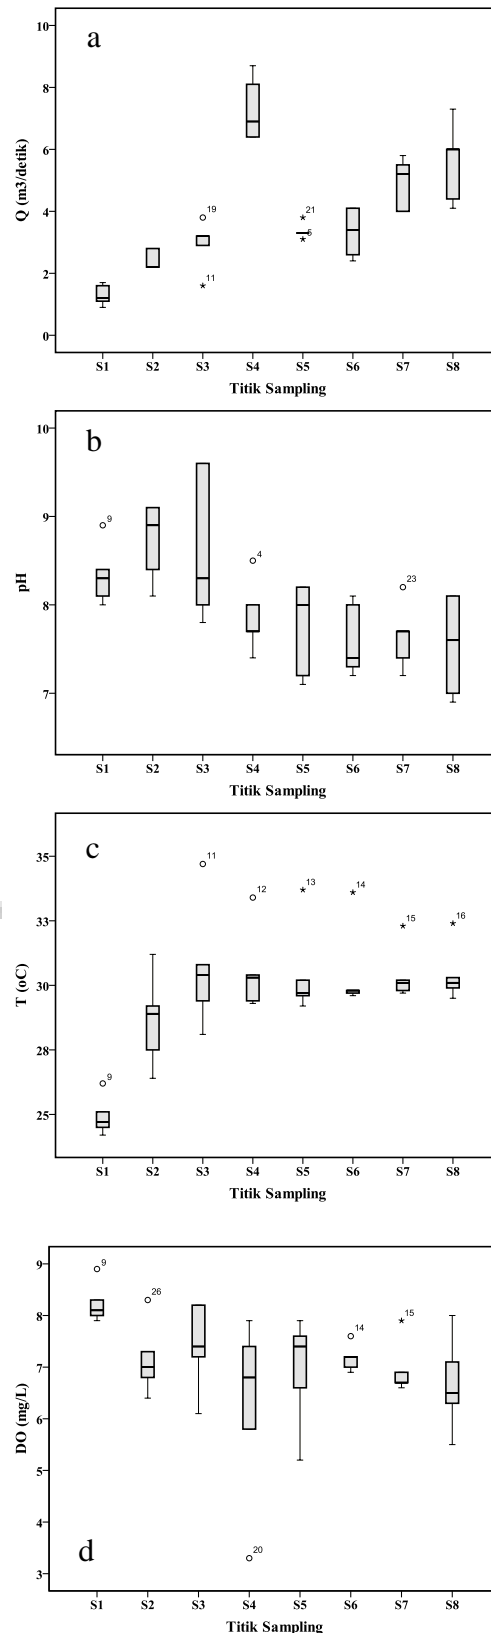 a
10
8
6
4
2
0
Q (m3/detik)
19
11
21
5
S1 S2 S3 S4 S5 S6 S7 S8
Titik Sampling
b
10
9
8
7
pH
9
4
23
S1 S2 S3 S4 S5 S6 S7 S8
Titik Sampling
c
35
33
30
28
25
T (oC)
9
11
12
13
14
15
16
S1 S2 S3 S4 S5 S6 S7 S8
Titik Sampling
9
8
7
6
5
4
3
DO (mg/L)
9
26
14
15
20
d
S1 S2 S3 S4 S5 S6 S7 S8
Titik Sampling